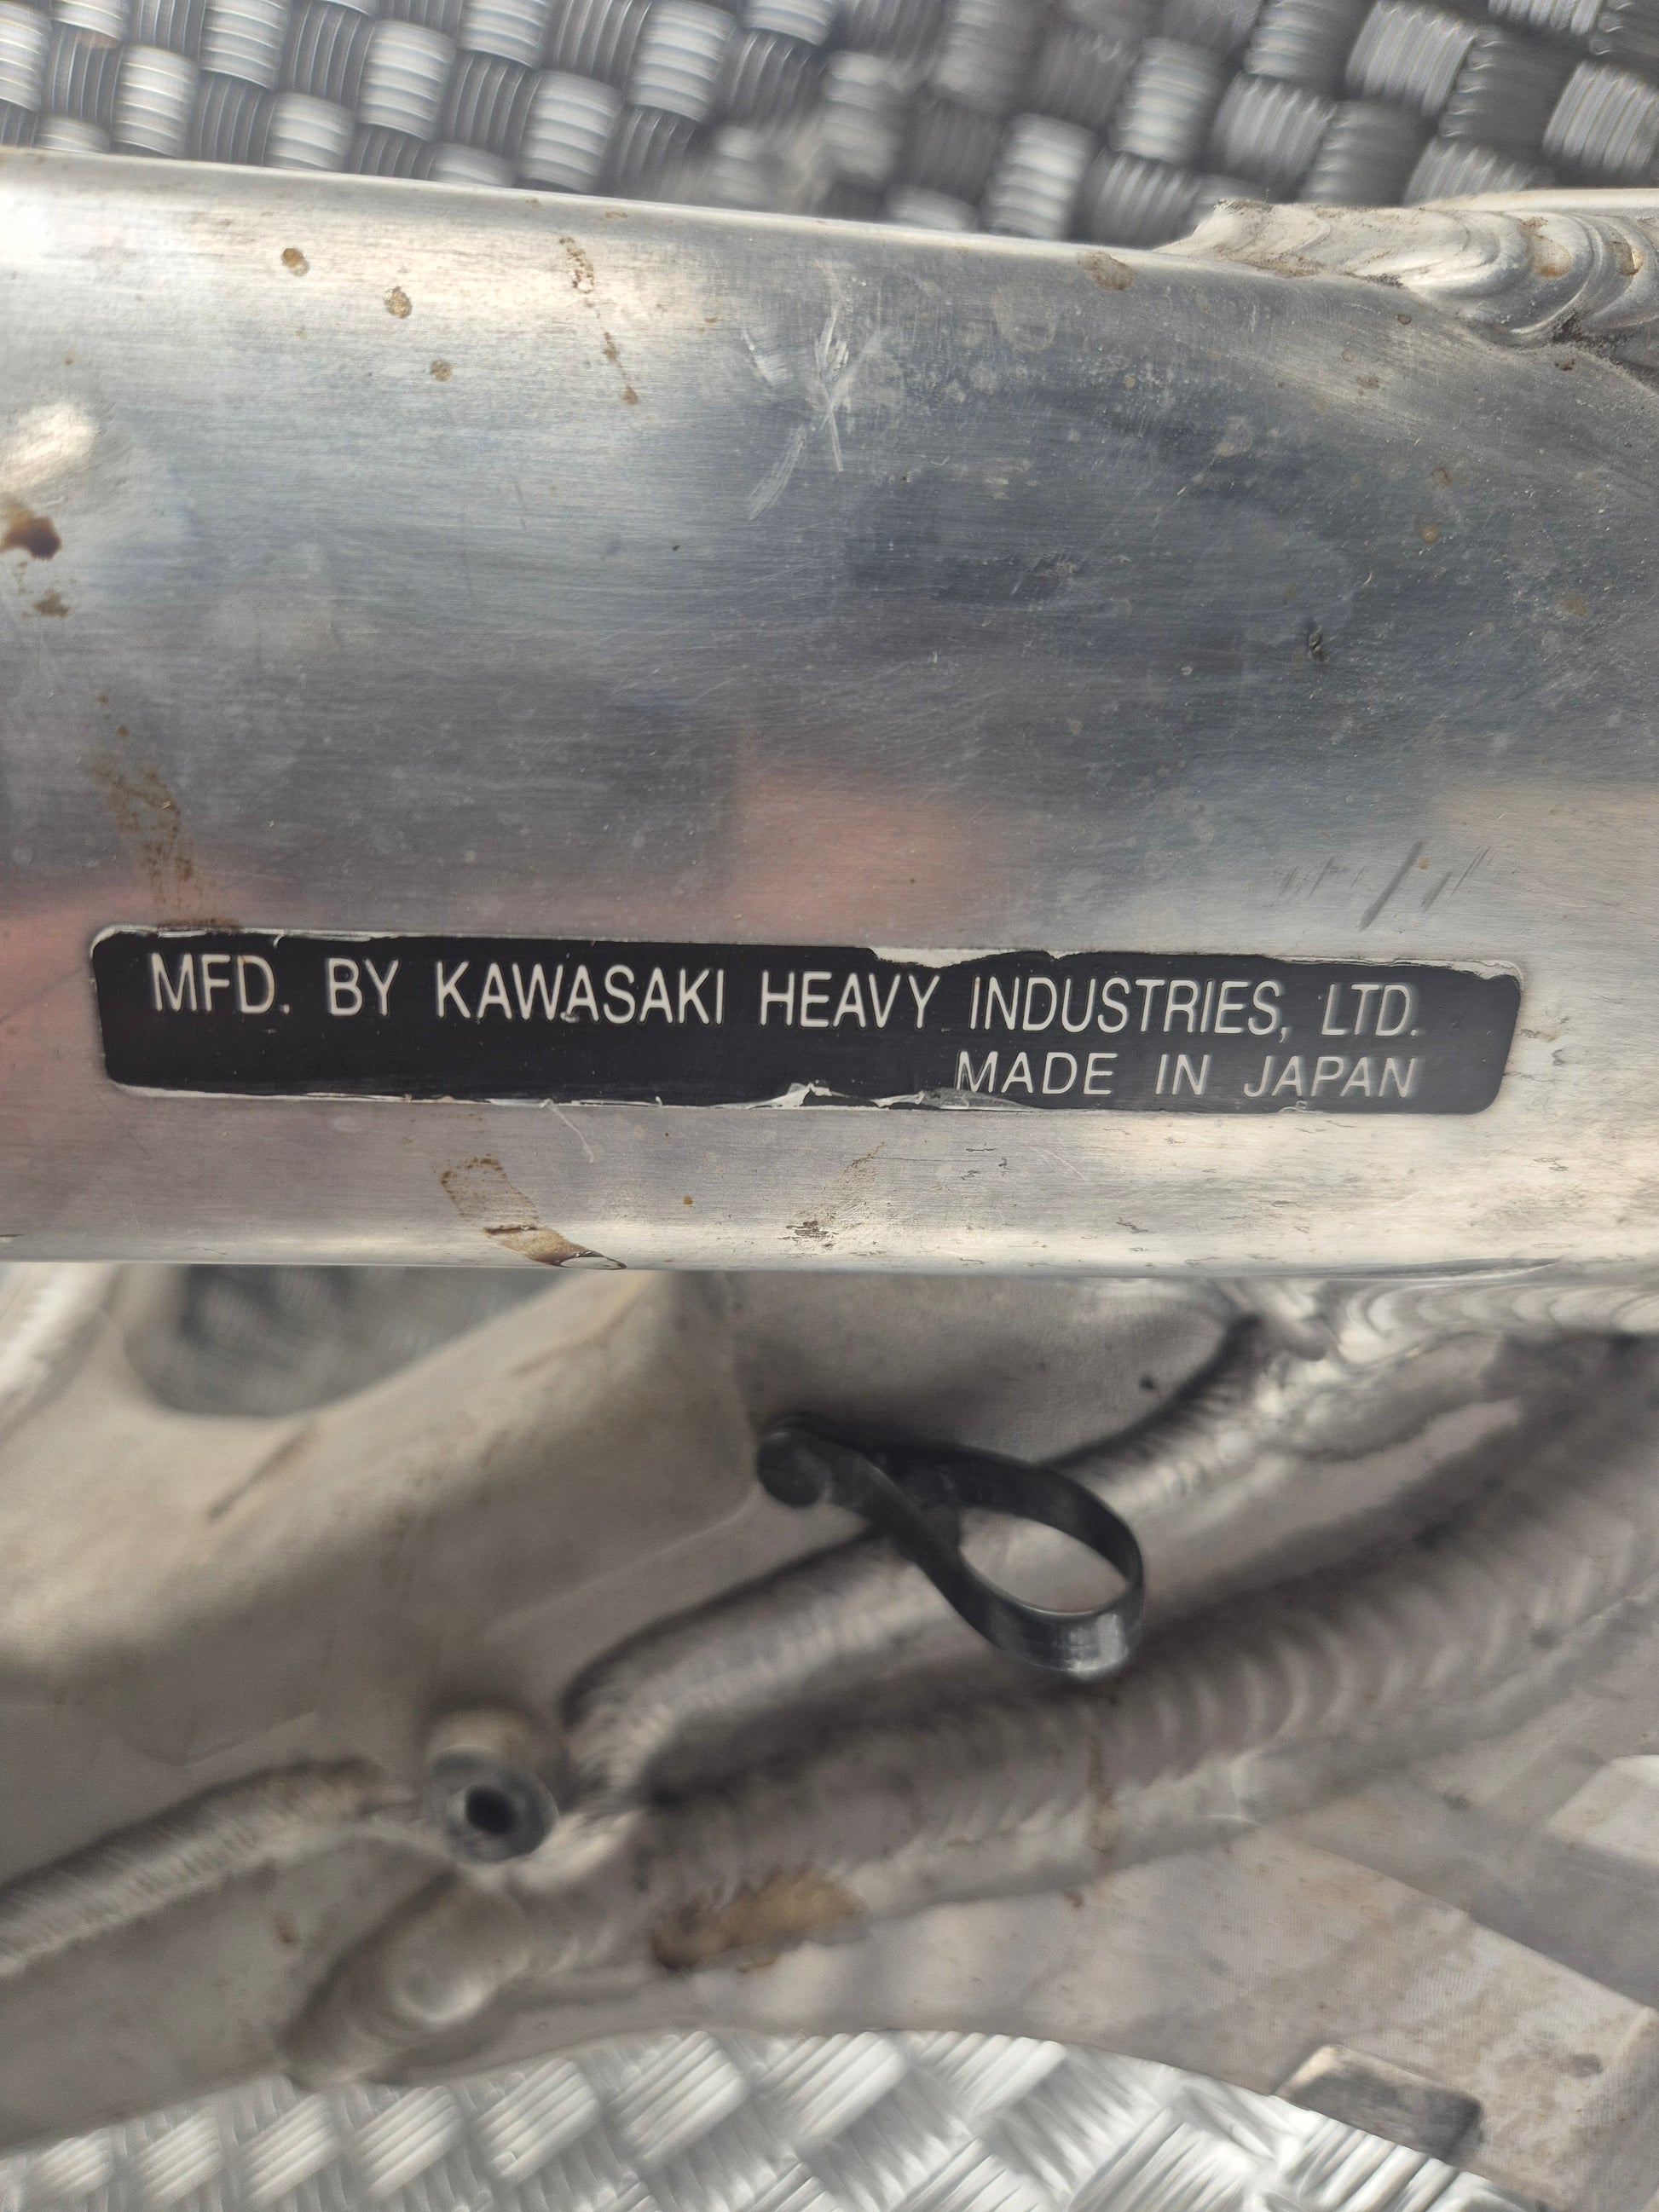 MFD. BY KAWASAKI HEAVY INDUSTRIES, LTD.
MADE IN JAPAN